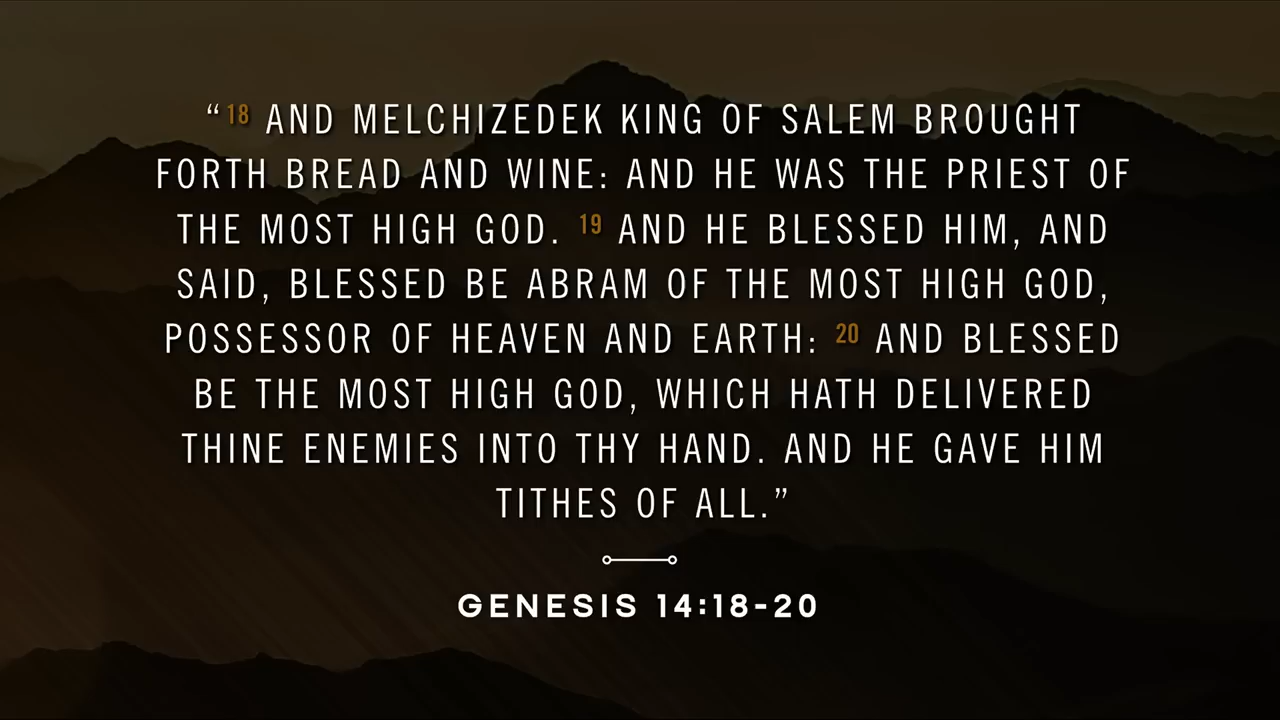 “18 AND MELCHIZEDEK KING OF SALEM BROUGHT
FORTH BREAD AND WINE: AND HE WAS THE PRIEST OF
THE MOST HIGH GOD. 19 AND HE BLESSED HIM, AND
SAID, BLESSED BE ABRAM OF THE MOST HIGH GOD,
POSSESSOR OF HEAVEN AND EARTH: 20 AND BLESSED
BE THE MOST HIGH GOD, WHICH HATH DELIVERED
THINE ENEMIES INTO THY HAND. AND HE GAVE HIM
TITHES OF ALL.”
GENESIS 14:18-20